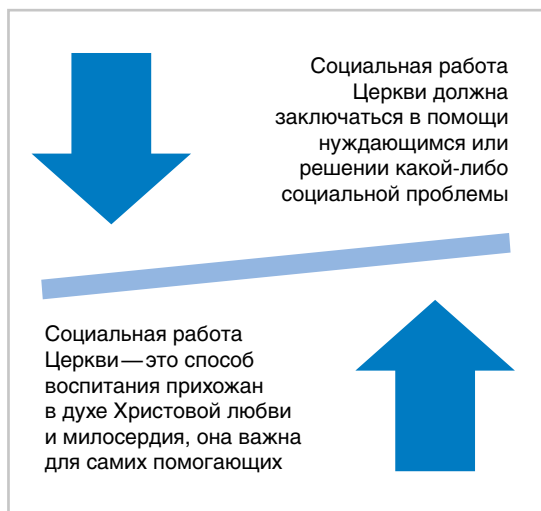 Социальная работа
Церкви должна
заключаться в помощи
нуждающимся или
решении какой-либо
социальной проблемы
Социальная работа
Церкви — это способ
воспитания прихожан
в духе Христовой любви
и милосердия, она важна
для самих помогающих